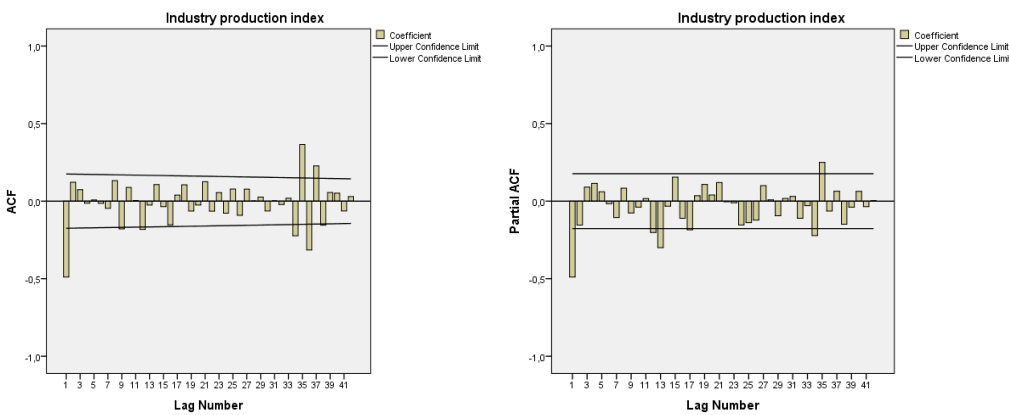 Industry production index
Coefficient
Upper Confidence Limit
Lower Confidence Limit
1,0
0,5
0,0
-0,5
-1,0
ACF
1 3 5 7 9 11 13 15 17 19 21 23 25 27 29 31 33 35 37 39 41
Lag Number
Industry production index
Coefficient
Upper Confidence Limit
Lower Confidence Limit
1,0
0,5
0,0
-0,5
-1,0
Partial ACF
1 3 5 7 9 11 13 15 17 19 21 23 25 27 29 31 33 35 37 39 41
Lag Number